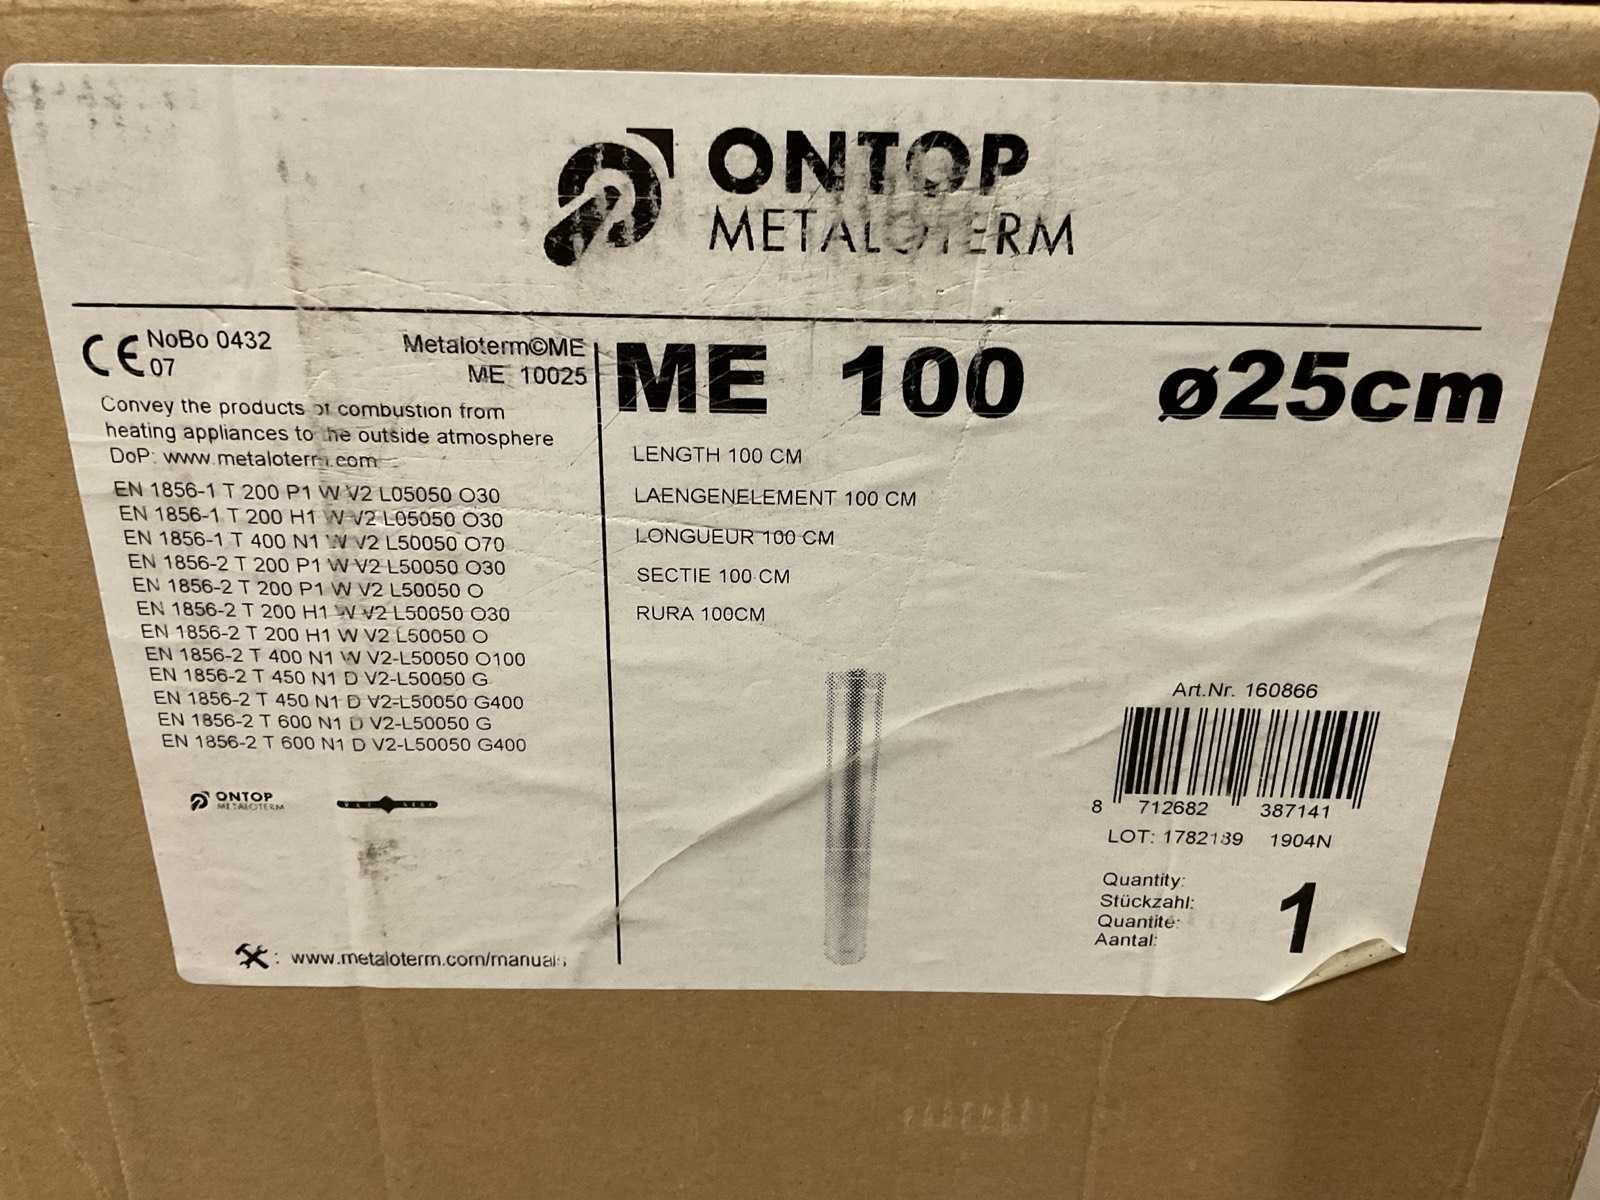 ONTOP
METALOTERM
CE NoBo 0432
07
Metaloterm©ME
ME 10025
Convey the products of combustion from
heating appliances to the outside atmosphere
DoP: www.metaloterm.com
EN 1856-1 T 200 P1 W V2 L05050 O30
EN 1856-1 T 200 H1 W V2 L05050 O30
EN 1856-1 T 400 N1 W V2 L50050 O70
EN 1856-2 T 200 P1 W V2 L50050 O30
EN 1856-2 T 200 P1 W V2 L50050 O
EN 1856-2 T 200 H1 W V2 L50050 O30
EN 1856-2 T 200 H1 W V2 L50050 O
EN 1856-2 T 400 N1 W V2-L50050 O100
EN 1856-2 T 450 N1 D V2-L50050 G
EN 1856-2 T 450 N1 D V2-L50050 G400
EN 1856-2 T 600 N1 D V2-L50050 G
EN 1856-2 T 600 N1 D V2-L50050 G400
ONTOP
METALOTERM
: www.metaloterm.com/manuals
ME 100 ø25cm
LENGTH 100 CM
LAENGENELEMENT 100 CM
LONGUEUR 100 CM
SECTIE 100 CM
RURA 100CM
Art.Nr. 160866
8 712682 387141
LOT: 1782189 1904N
Quantity:
Stückzahl:
Quantité:
Aantal:
1